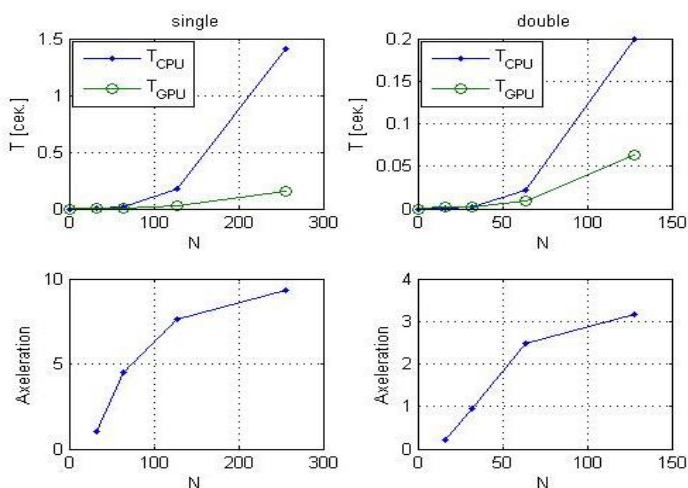 single
1.5
1
0.5
0
T [сек.]
T_CPU
T_GPU
0 100 200 300
N
double
0.2
0.15
0.1
0.05
0
T [сек.]
T_CPU
T_GPU
0 50 100 150
N
10
5
0
Axeleration
0 100 200 300
N
4
3
2
1
0
Axeleration
0 50 100 150
N